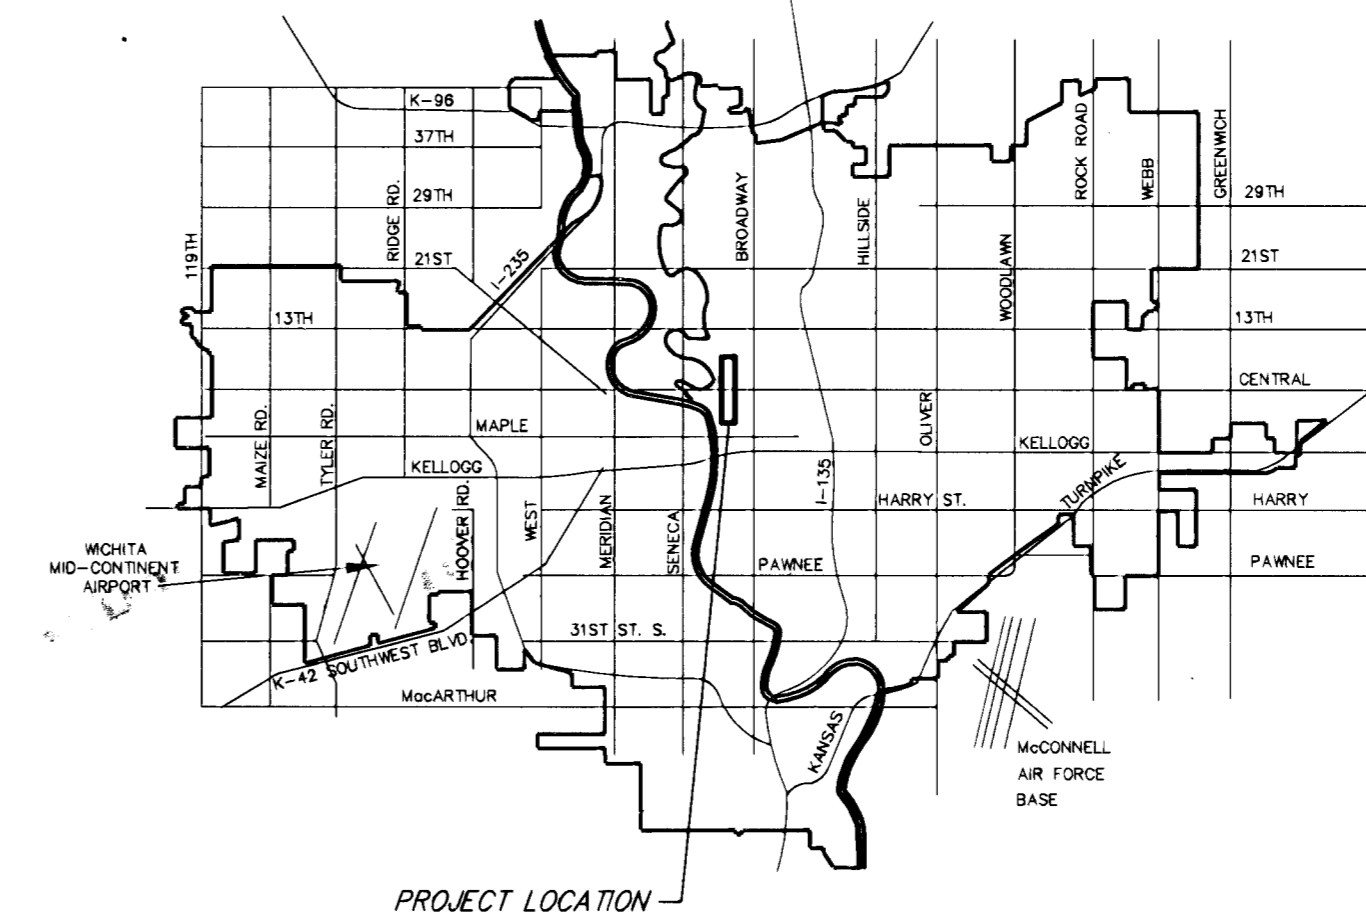 K-96
37TH
29TH
21ST
13TH
119TH
RIDGE RD.
I-235
BROADWAY
HILLSIDE
WOODLAWN
ROCK ROAD
WEBB
GREENWICH
29TH
21ST
13TH
CENTRAL
MAIZE RD.
TYLER RD.
MAPLE
KELLOGG
HOOVER RD.
WEST
MERIDIAN
SENECA
I-135
OLIVER
KELLOGG
TURNPIKE
HARRY ST.
HARRY
PAWNEE
PAWNEE
WICHITA
MID-CONTINENT
AIRPORT
31ST ST. S.
K-42 SOUTHWEST BLVD.
MacARTHUR
KANSAS
McCONNELL
AIR FORCE
BASE
PROJECT LOCATION